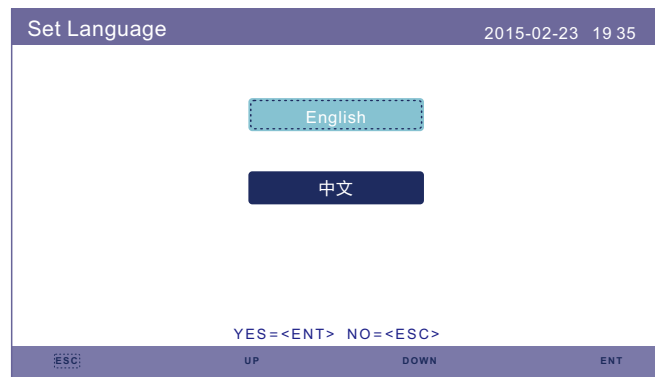 Set Language 2015-02-23 19 35
English
中文
YES=<ENT> NO=<ESC>
ESC UP DOWN ENT